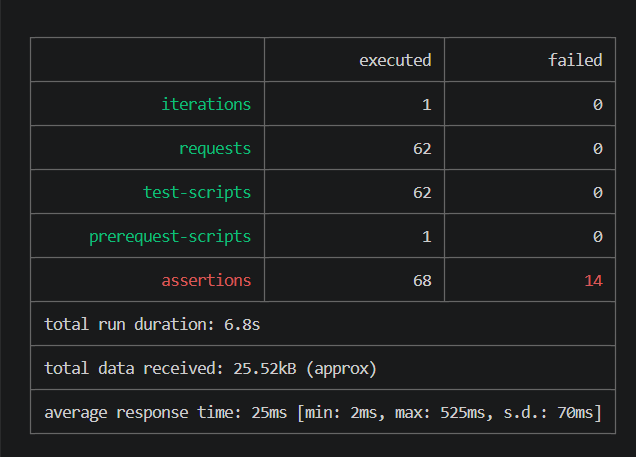 executed failed
iterations 1 0
requests 62 0
test-scripts 62 0
prerequest-scripts 1 0
assertions 68 14
total run duration: 6.8s
total data received: 25.52kB (approx)
average response time: 25ms [min: 2ms, max: 525ms, s.d.: 70ms]